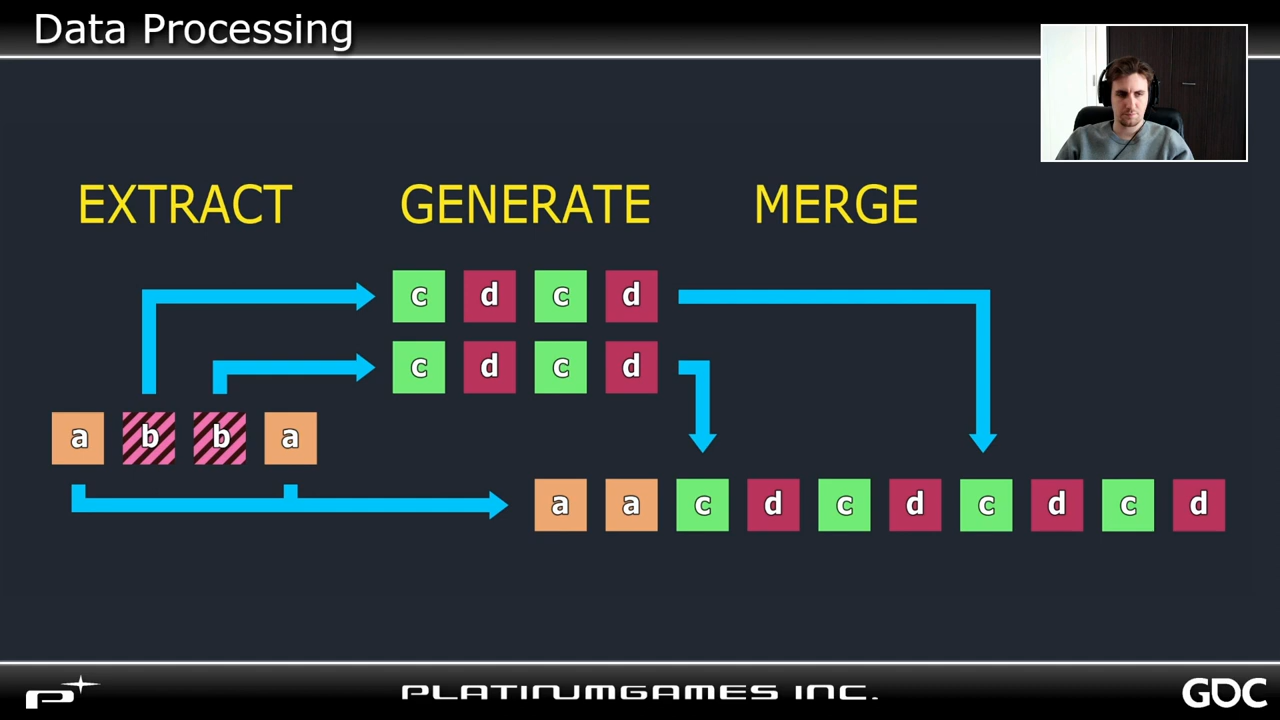 Data Processing
EXTRACT GENERATE MERGE
c d c d
c d c d
a b b a
a a c d c d c d c d
P PLATINUMGAMES INC. GDC